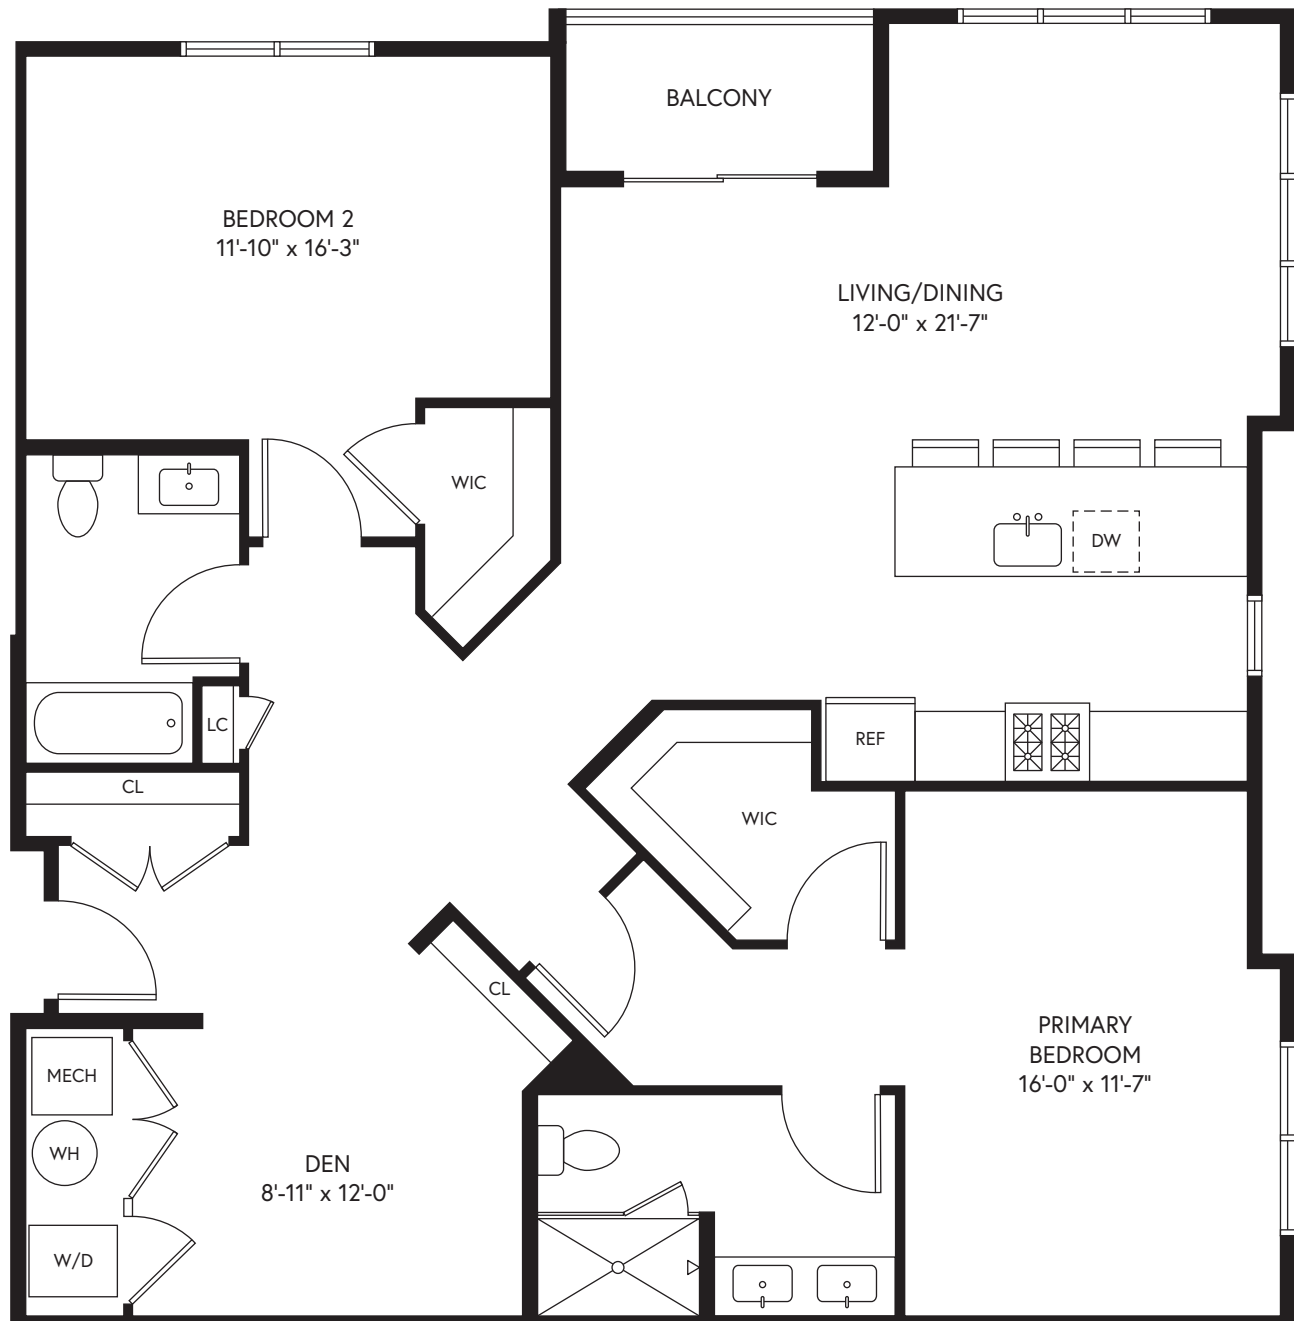 BALCONY
BEDROOM 2
11'-10" x 16'-3"
LIVING/DINING
12'-0" x 21'-7"
WIC
DW
LC
REF
CL
WIC
CL
PRIMARY
BEDROOM
16'-0" x 11'-7"
MECH
WH
DEN
8'-11" x 12'-0"
W/D